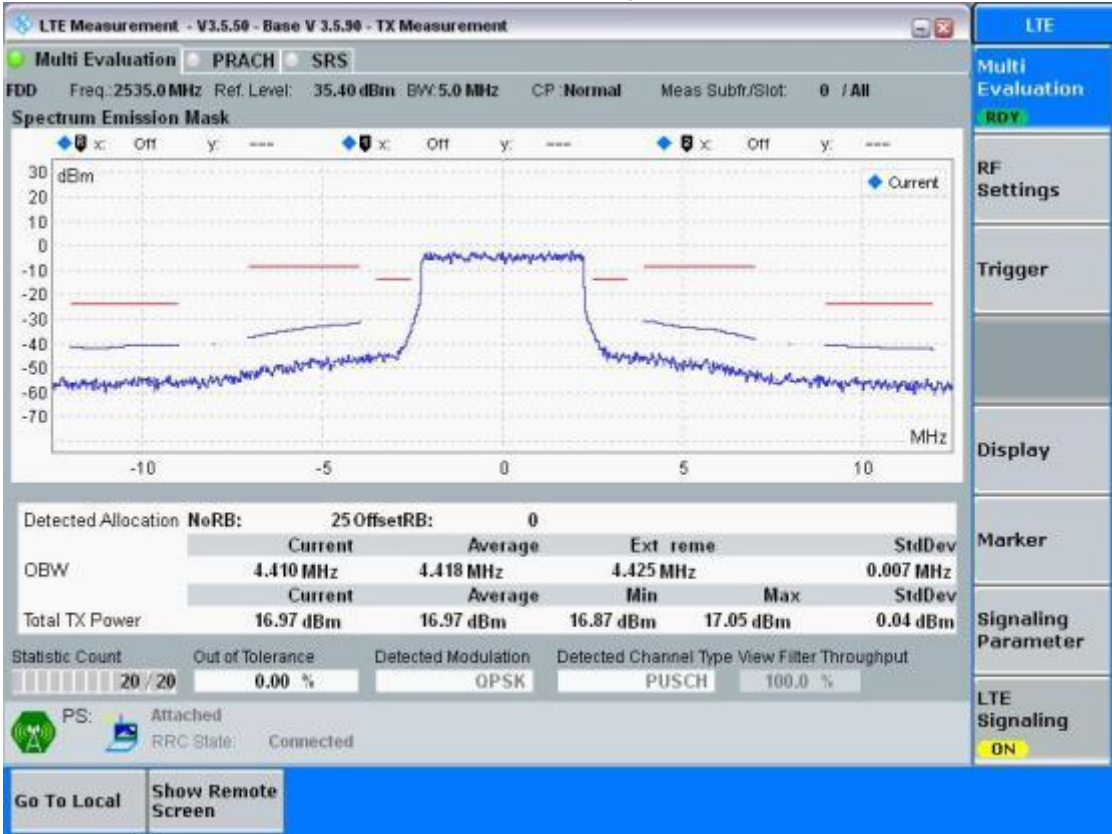 LTE Measurement - V3.5.50 - Base V 3.5.90 - TX Measurement
LTE
Multi Evaluation PRACH SRS
Multi Evaluation
RDY
FDD Freq.:2535.0 MHz Ref. Level: 35.40 dBm BW:5.0 MHz CP :Normal Meas Subfr./Slot: 0 / All
Spectrum Emission Mask
x: Off y: --- x: Off y: --- x: Off y: ---
dBm
Current
30
20
10
0
-10
-20
-30
-40
-50
-60
-70
MHz
-10 -5 0 5 10
RF Settings
Trigger
Display
Marker
Signaling Parameter
LTE Signaling
ON
Detected Allocation NoRB: 25 OffsetRB: 0
Current Average Ext reme StdDev
OBW 4.410 MHz 4.418 MHz 4.425 MHz 0.007 MHz
Current Average Min Max StdDev
Total TX Power 16.97 dBm 16.97 dBm 16.87 dBm 17.05 dBm 0.04 dBm
Statistic Count Out of Tolerance Detected Modulation Detected Channel Type View Filter Throughput
20 / 20 0.00 % QPSK PUSCH 100.0 %
PS: Attached
RRC State: Connected
Go To Local Show Remote Screen